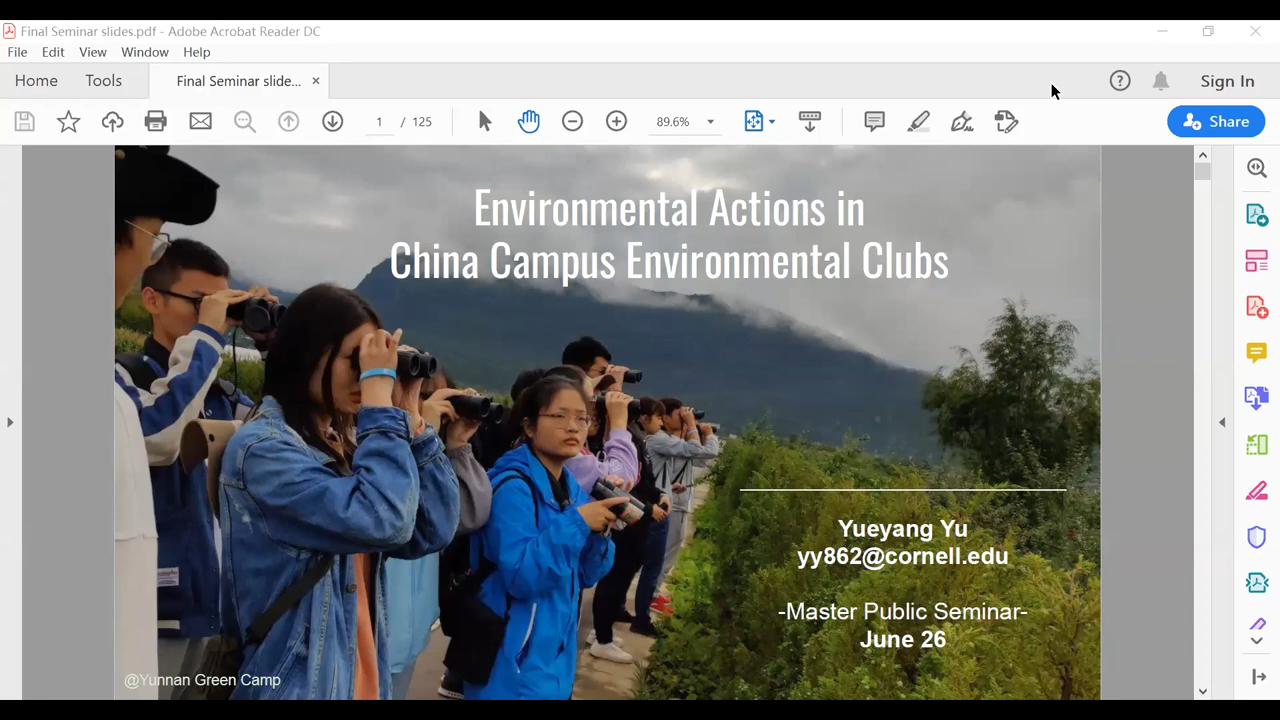 Final Seminar slides.pdf - Adobe Acrobat Reader DC
File Edit View Window Help
Home Tools Final Seminar slide... × Sign In
1 / 125 89.6% Share
Environmental Actions in
China Campus Environmental Clubs
Yueyang Yu
yy862@cornell.edu
-Master Public Seminar-
June 26
@Yunnan Green Camp